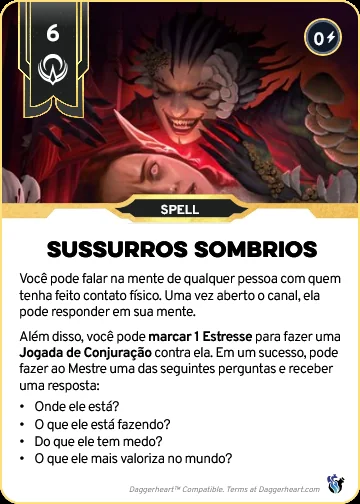 6
0
SPELL
SUSSURROS SOMBRIOS
Você pode falar na mente de qualquer pessoa com quem
tenha feito contato físico. Uma vez aberto o canal, ela
pode responder em sua mente.
Além disso, você pode marcar 1 Estresse para fazer uma
Jogada de Conjuração contra ela. Em um sucesso, pode
fazer ao Mestre uma das seguintes perguntas e receber
uma resposta:
• Onde ele está?
• O que ele está fazendo?
• Do que ele tem medo?
• O que ele mais valoriza no mundo?
Daggerheart™ Compatible. Terms at Daggerheart.com